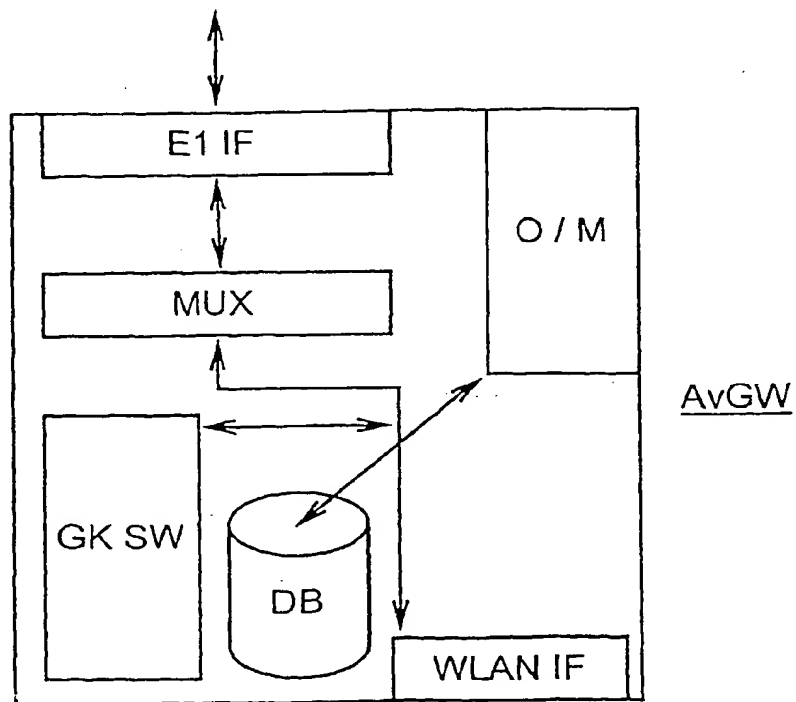 E1 IF
O / M
MUX
AvGW
GK SW
DB
WLAN IF